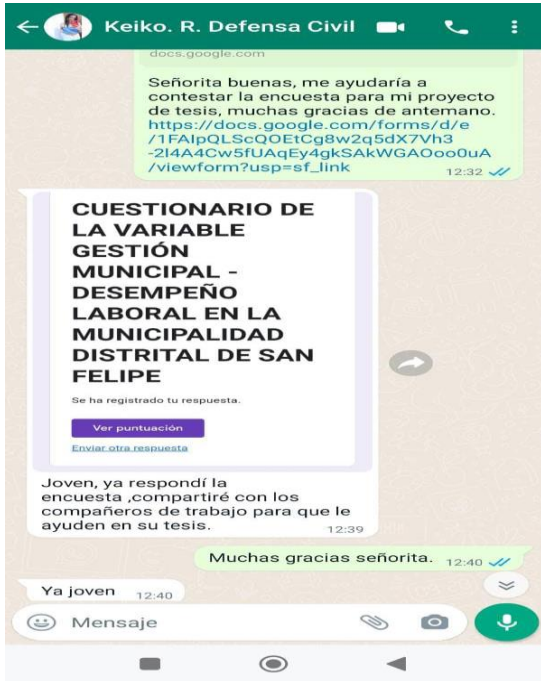 Keiko. R. Defensa Civil
docs.google.com
Señorita buenas, me ayudaría a
contestar la encuesta para mi proyecto
de tesis, muchas gracias de antemano.
https://docs.google.com/forms/d/e
/1FAIpQLScQOEtCg8w2q5dX7Vh3
-2I4A4Cw5fUAqEy4gkSAkWGAOoo0uA
/viewform?usp=sf_link
12:32
CUESTIONARIO DE
LA VARIABLE
GESTIÓN
MUNICIPAL -
DESEMPEÑO
LABORAL EN LA
MUNICIPALIDAD
DISTRITAL DE SAN
FELIPE
Se ha registrado tu respuesta.
Ver puntuación
Enviar otra respuesta
Joven, ya respondí la
encuesta ,compartiré con los
compañeros de trabajo para que le
ayuden en su tesis.
12:39
Muchas gracias señorita. 12:40
Ya joven 12:40
Mensaje